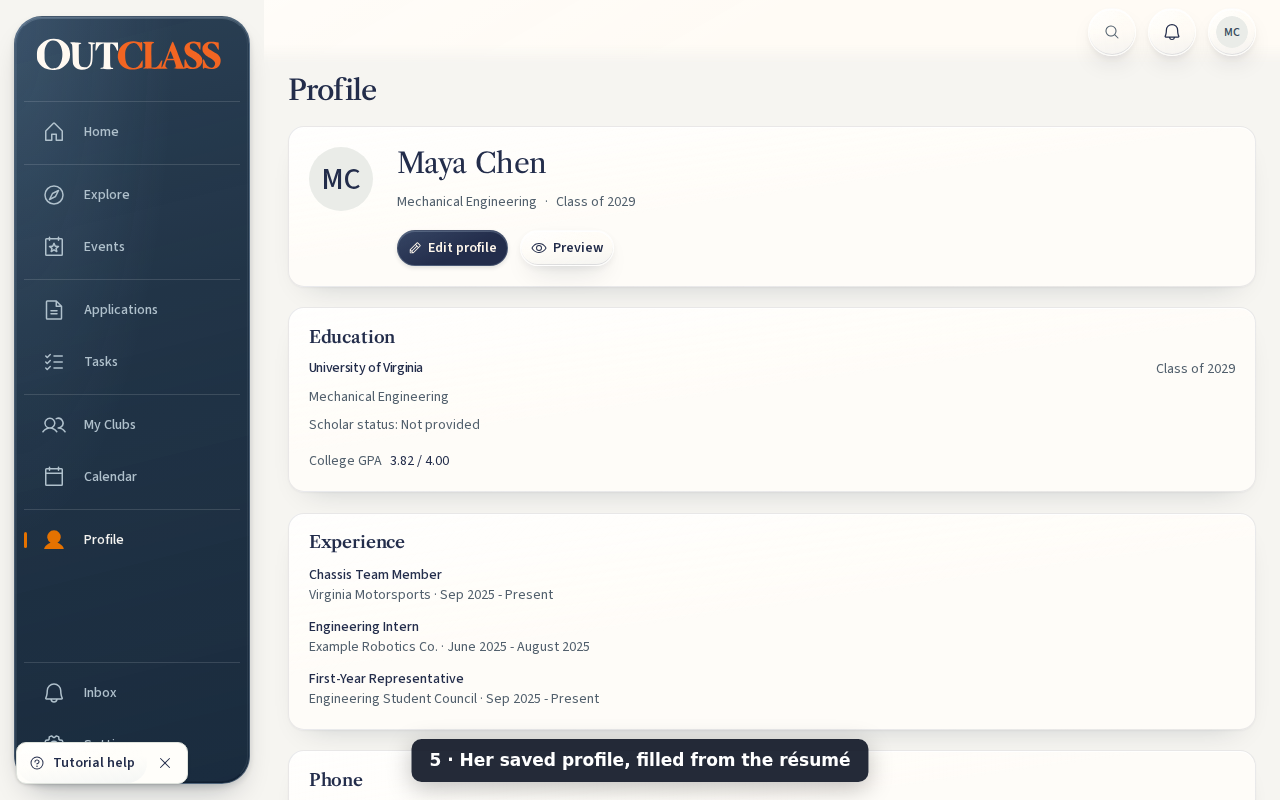 OUTCLASS
Home
Explore
Events
Applications
Tasks
My Clubs
Calendar
Profile
Inbox
Tutorial help
MC
Profile
MC
Maya Chen
Mechanical Engineering · Class of 2029
Edit profile
Preview
Education
University of Virginia
Class of 2029
Mechanical Engineering
Scholar status: Not provided
College GPA 3.82 / 4.00
Experience
Chassis Team Member
Virginia Motorsports · Sep 2025 - Present
Engineering Intern
Example Robotics Co. · June 2025 - August 2025
First-Year Representative
Engineering Student Council · Sep 2025 - Present
Phone
5 · Her saved profile, filled from the résumé